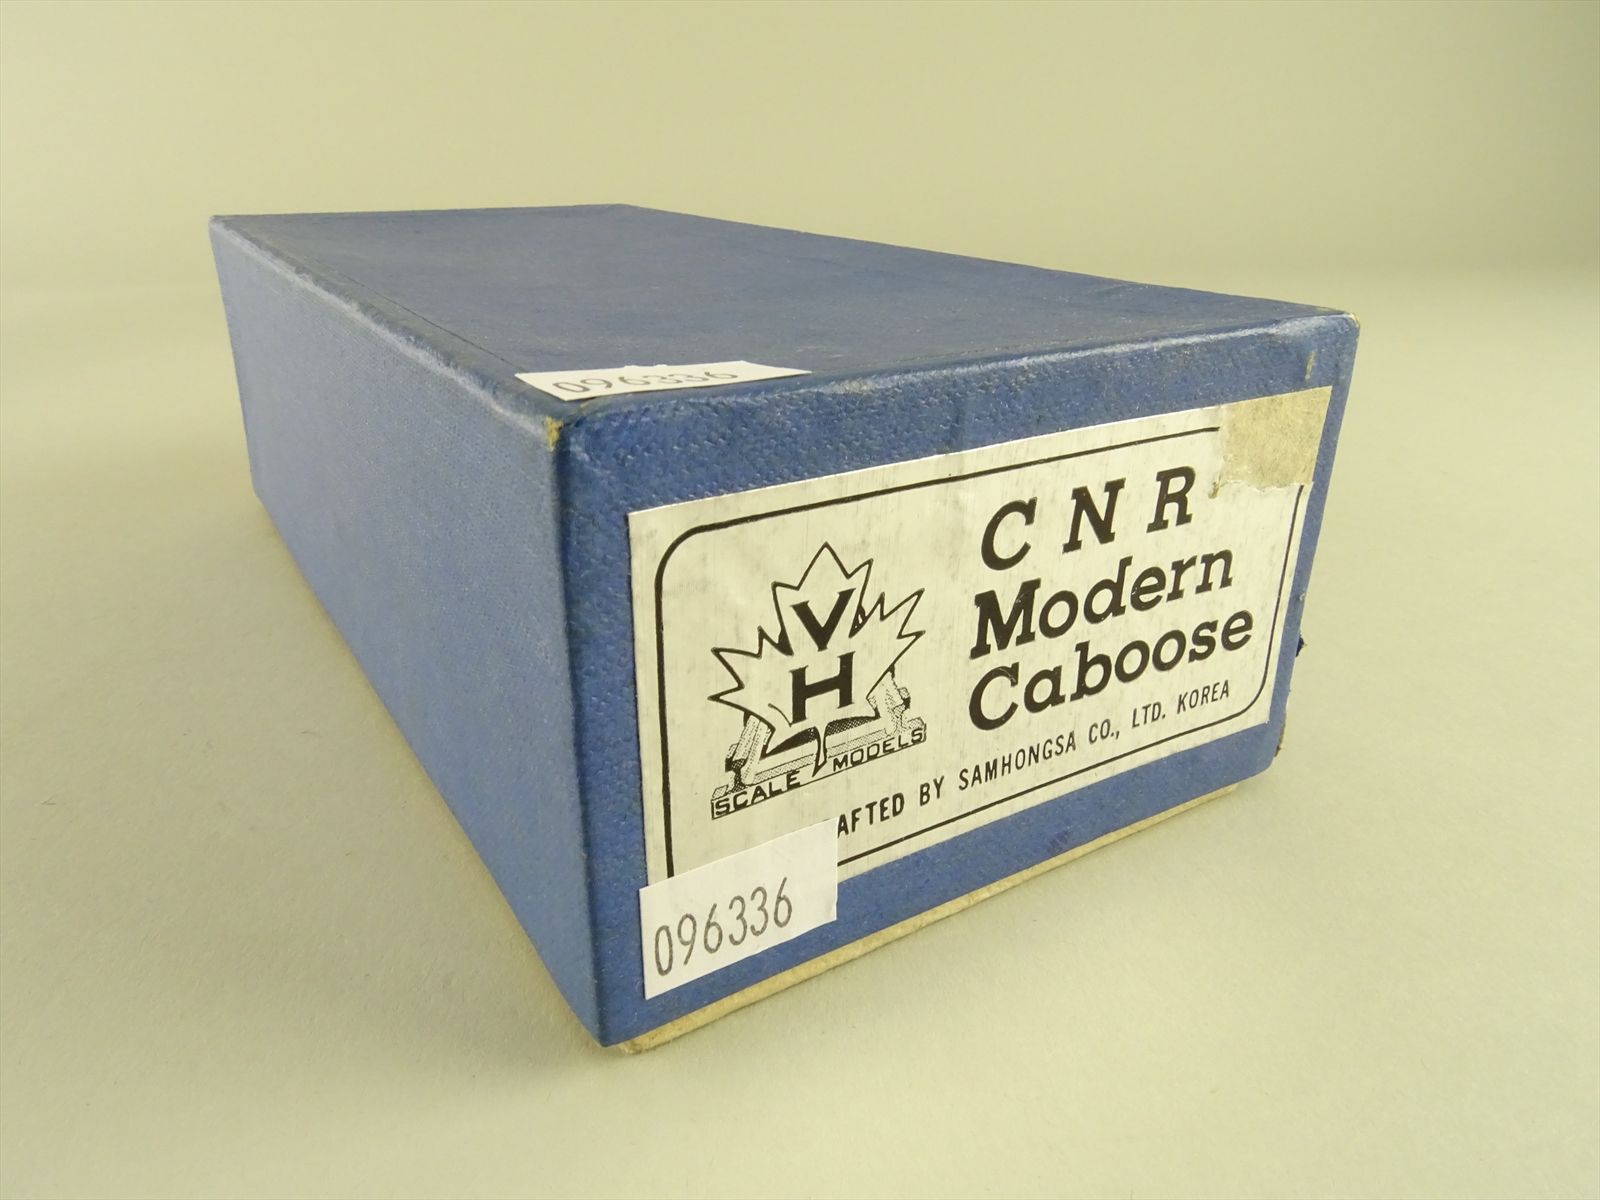 096336
C N R
Modern
Caboose
V
H
SCALE MODELS
AFTED BY SAMHONGSA CO., LTD. KOREA
096336